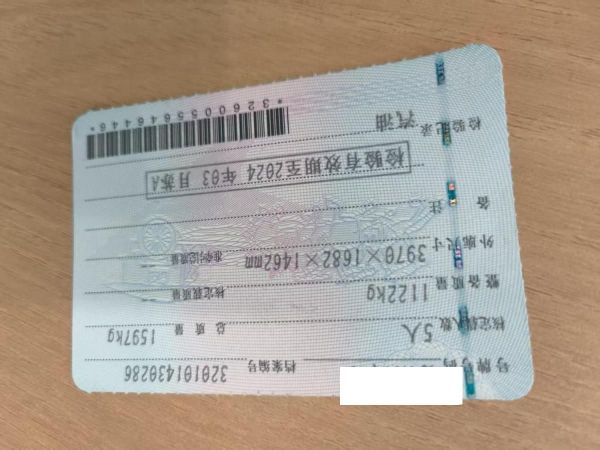 号牌号码 档案编号 320101430286
核定载人数 5人 总质量 1597kg
整备质量 1122kg 核定载质量 --
外廓尺寸 3970×1682×1462mm 准牵引总质量 --
备注
检验有效期至2024年03月苏A
检验记录 汽油
*3260055646446*